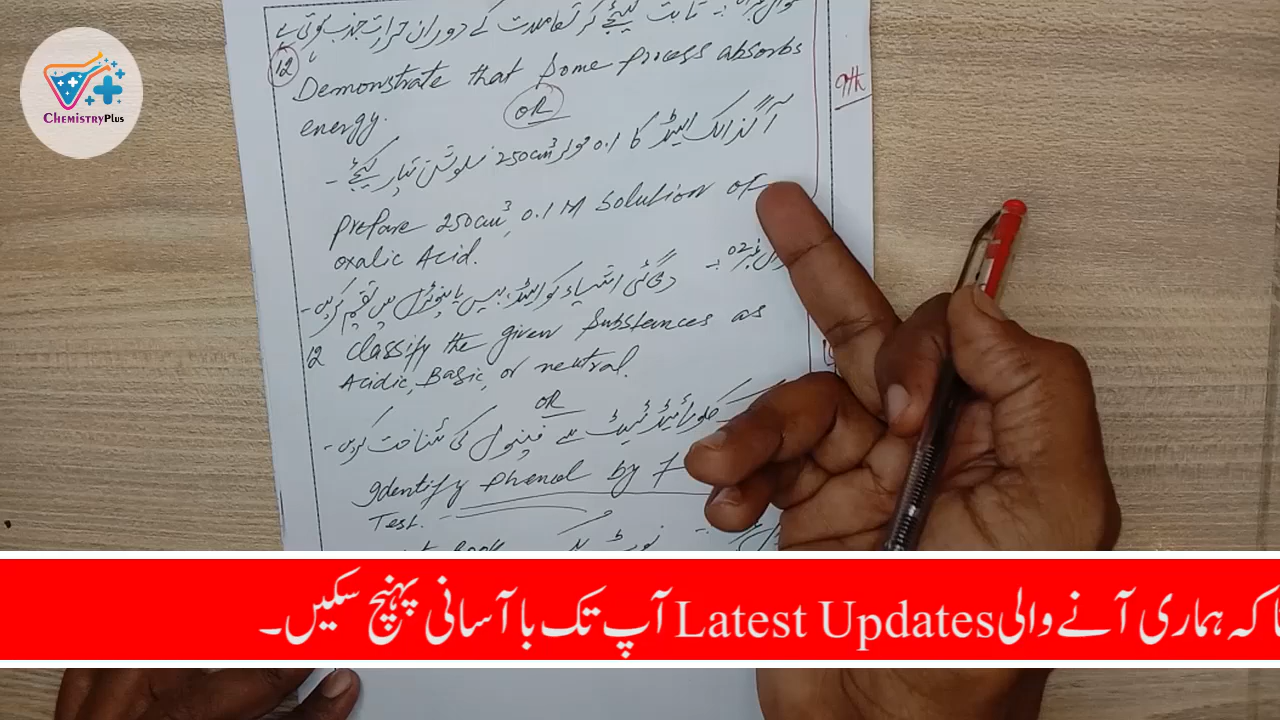 ثابت کیجئے کہ تعاملات کے دوران حرارت جذب ہوتی ہے
12
Demonstrate that some process absorbs
energy.
OR
آگزالک ایسڈ کا 0.1 مولر 250cm³ سلوشن تیار کیجئے -
9th
Prepare 250cm³, 0.1 M Solution OF
oxalic Acid.
دی گئی اشیاء کو ایسڈ، بیس یا نیوٹرل میں تقسیم کریں -
12 Classify the given Substances as
Acidic, Basic, or neutral.
OR
کلورائیڈ ٹیسٹ سے فینول کی شناخت کریں -
Identify Phenol by
Test.
نوٹ بک
CHEMISTRYPLUS
کہ ہماری آنے والی Latest Updates آپ تک باآسانی پہنچ سکیں۔